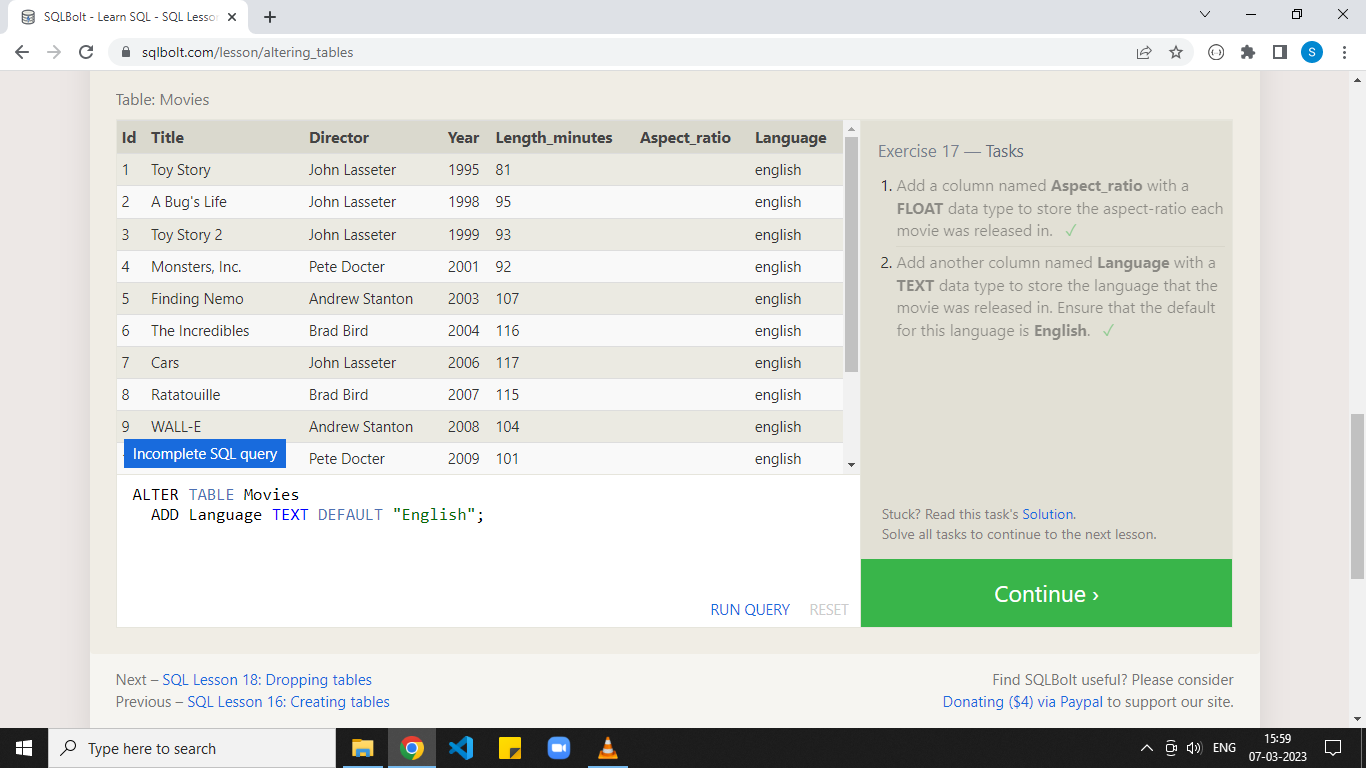 SQLBolt - Learn SQL - SQL Lesson
sqlbolt.com/lesson/altering_tables
S
Table: Movies
Id Title Director Year Length_minutes Aspect_ratio Language
1 Toy Story John Lasseter 1995 81 english
2 A Bug's Life John Lasseter 1998 95 english
3 Toy Story 2 John Lasseter 1999 93 english
4 Monsters, Inc. Pete Docter 2001 92 english
5 Finding Nemo Andrew Stanton 2003 107 english
6 The Incredibles Brad Bird 2004 116 english
7 Cars John Lasseter 2006 117 english
8 Ratatouille Brad Bird 2007 115 english
9 WALL-E Andrew Stanton 2008 104 english
Pete Docter 2009 101 english
Incomplete SQL query
ALTER TABLE Movies
ADD Language TEXT DEFAULT "English";
RUN QUERY RESET
Exercise 17 — Tasks
1. Add a column named Aspect_ratio with a
FLOAT data type to store the aspect-ratio each
movie was released in. ✓
2. Add another column named Language with a
TEXT data type to store the language that the
movie was released in. Ensure that the default
for this language is English. ✓
Stuck? Read this task's Solution.
Solve all tasks to continue to the next lesson.
Continue ›
Next – SQL Lesson 18: Dropping tables
Previous – SQL Lesson 16: Creating tables
Find SQLBolt useful? Please consider
Donating ($4) via Paypal to support our site.
Type here to search
ENG
15:59
07-03-2023